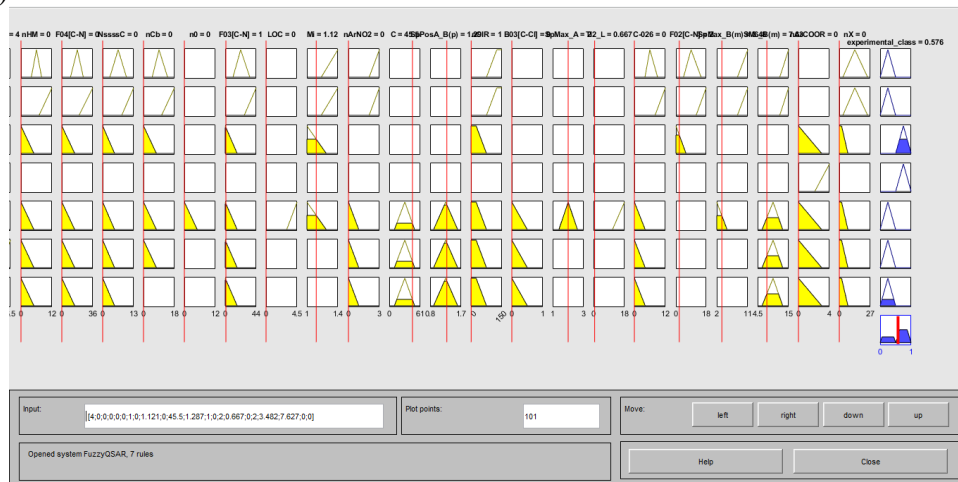 = 4 nHM = 0 F04[C-N] = 0 NssssC = 0 nCb = 0 n0 = 0 F03[C-N] = 1 LOC = 0 Mi = 1.12 nArNO2 = 0 = 1 B03[C-Cl] = = 0.667 C-026 = 0 = 0 nX = 0
experimental_class = 0.576
0 12 0 36 0 13 0 18 0 12 0 44 0 4.5 1 1.4 0 3 0 61 0.8 1.7 0 150 0 1 1 3 0 18 0 12 0 18 2 11 4.5 15 0 4 0 27
0 1
Input: [4;0;0;0;0;0;1;0;1.121;0;45.5;1.287;1;0;2;0.667;0;2;3.482;7.627;0;0] Plot points: 101 Move: left right down up
Opened system FuzzyQSAR, 7 rules Help Close